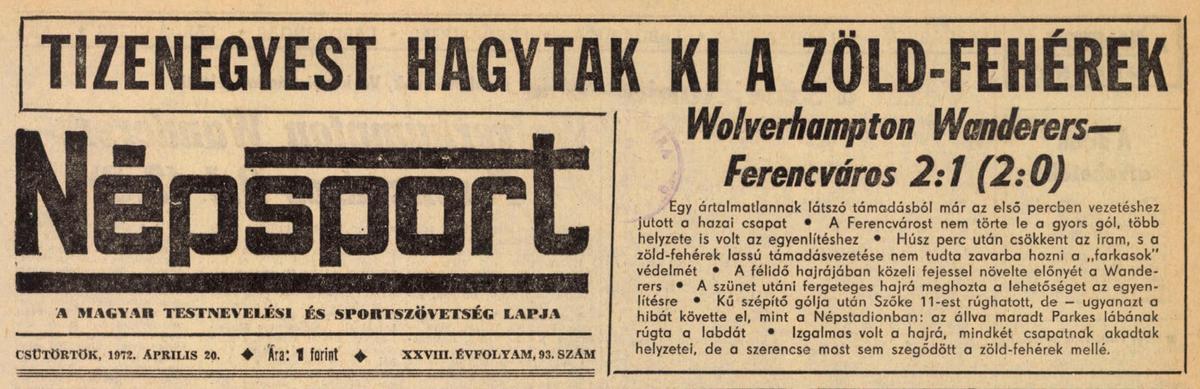 TIZENEGYEST HAGYTAK KI A ZÖLD-FEHÉREK
Népsport
A MAGYAR TESTNEVELÉSI ÉS SPORTSZÖVETSÉG LAPJA
CSÜTÖRTÖK, 1972. ÁPRILIS 20. ◆ Ára: 1 forint ◆ XXVIII. ÉVFOLYAM, 93. SZÁM
Wolverhampton Wanderers—
Ferencváros 2:1 (2:0)
Egy ártalmatlannak látszó támadásból már az első percben vezetéshez
jutott a hazai csapat • A Ferencvárost nem törte le a gyors gól, több
helyzete is volt az egyenlítéshez • Húsz perc után csökkent az iram, s a
zöld-fehérek lassú támadásvezetése nem tudta zavarba hozni a „farkasok”
védelmét • A félidő hajrájában közeli fejessel növelte előnyét a Wande-
rers • A szünet utáni fergeteges hajrá meghozta a lehetőséget az egyen-
lítésre • Kű szépítő gólja után Szőke 11-est rúghatott, de — ugyanazt a
hibát követte el, mint a Népstadionban: az állva maradt Parkes lábának
rúgta a labdát • Izgalmas volt a hajrá, mindkét csapatnak akadtak
helyzetei, de a szerencse most sem szegődött a zöld-fehérek mellé.